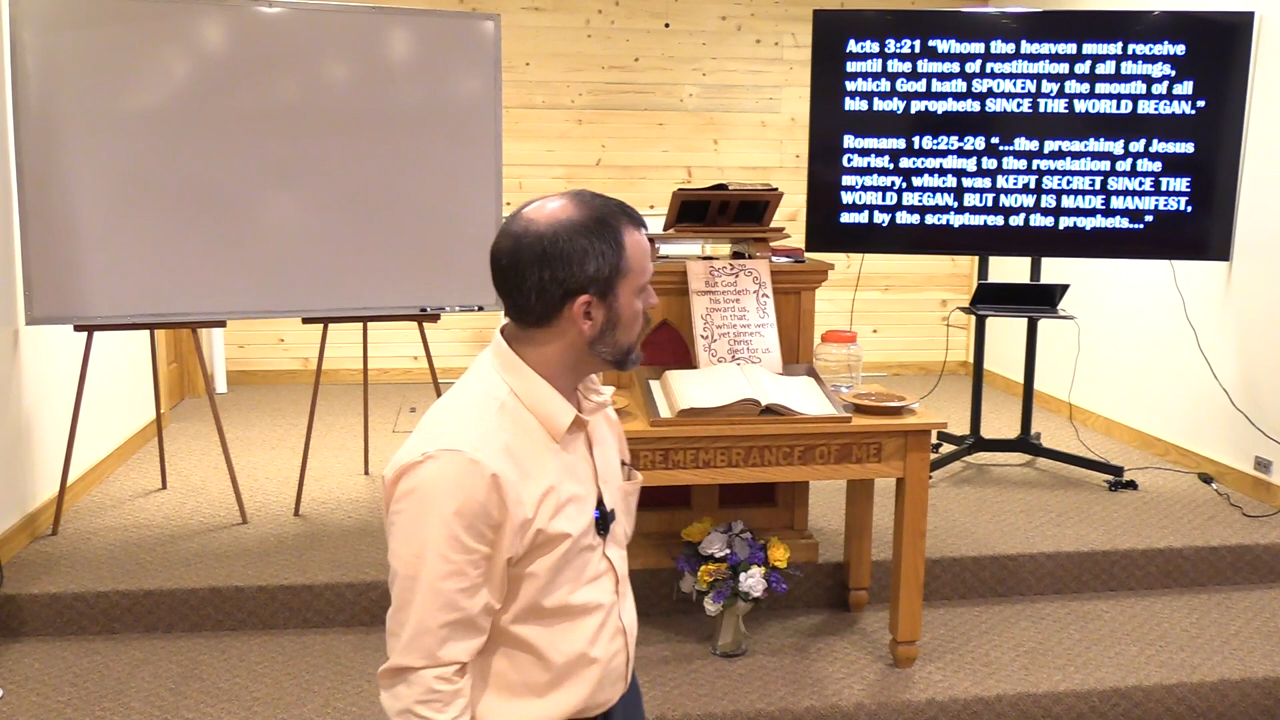 Acts 3:21 “Whom the heaven must receive
until the times of restitution of all things,
which God hath SPOKEN by the mouth of all
his holy prophets SINCE THE WORLD BEGAN.”
Romans 16:25-26 “...the preaching of Jesus
Christ, according to the revelation of the
mystery, which was KEPT SECRET SINCE THE
WORLD BEGAN, BUT NOW IS MADE MANIFEST,
and by the scriptures of the prophets...”
But God
commendeth
his love
toward us,
in that,
while we were
yet sinners,
Christ
died for us.
REMEMBRANCE OF ME